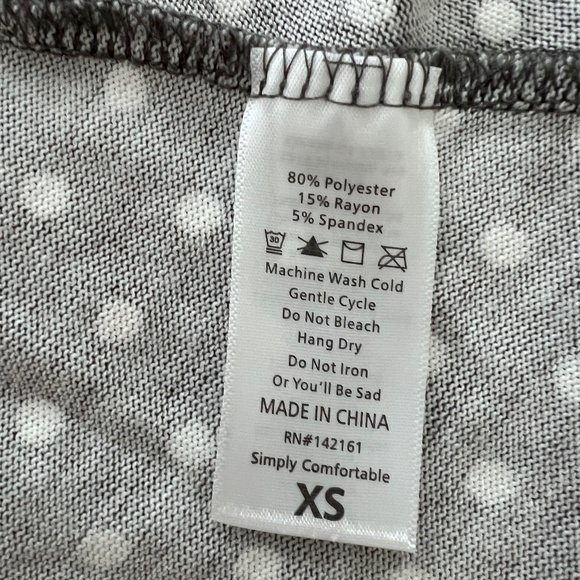 80% Polyester
15% Rayon
5% Spandex
30
Machine Wash Cold
Gentle Cycle
Do Not Bleach
Hang Dry
Do Not Iron
Or You'll Be Sad
MADE IN CHINA
RN#142161
Simply Comfortable
XS